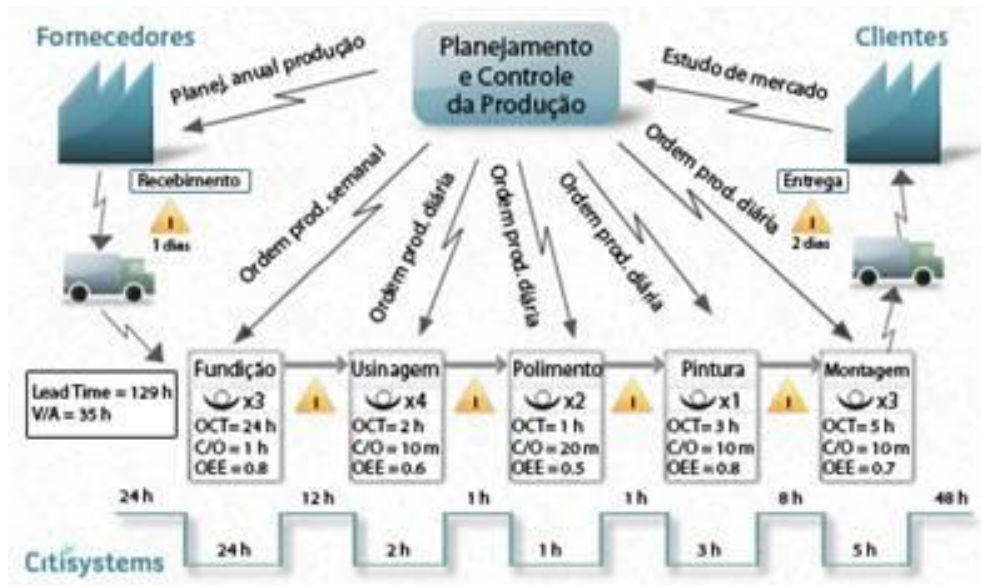 Fornecedores
Planejamento
e Controle
da Produção
Clientes
Planej. anual produção
Estudo de mercado
Recebimento
I
1 dias
Entrega
I
2 dias
Ordem prod. semanal
Ordem prod. diária
Ordem prod. diária
Ordem prod. diária
Ordem prod. diária
Lead Time = 129 h
V/A = 35 h
Fundição
x3
OCT= 24 h
C/O = 1 h
OEE = 0.8
I
Usinagem
x4
OCT= 2 h
C/O = 10 m
OEE = 0.6
I
Polimento
x2
OCT= 1 h
C/O= 20 m
OEE = 0.5
I
Pintura
x1
OCT= 3 h
C/O = 10 m
OEE = 0.8
I
Montagem
x3
OCT= 5 h
C/O= 10 m
OEE = 0.7
24 h 12 h 1 h 1 h 8 h 48 h
24 h 2 h 1 h 3 h 5 h
Citisystems